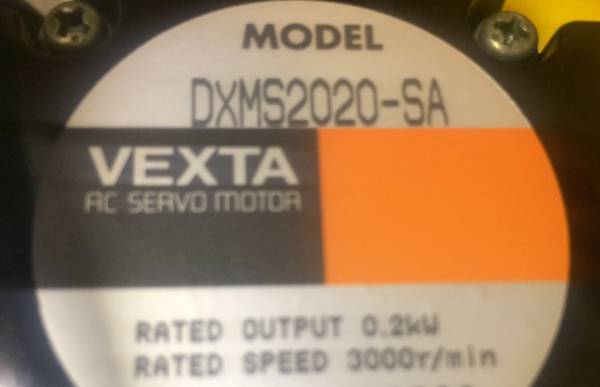 MODEL
DXMS2020-SA
VEXTA
AC SERVO MOTOR
RATED OUTPUT 0.2kW
RATED SPEED 3000r/min